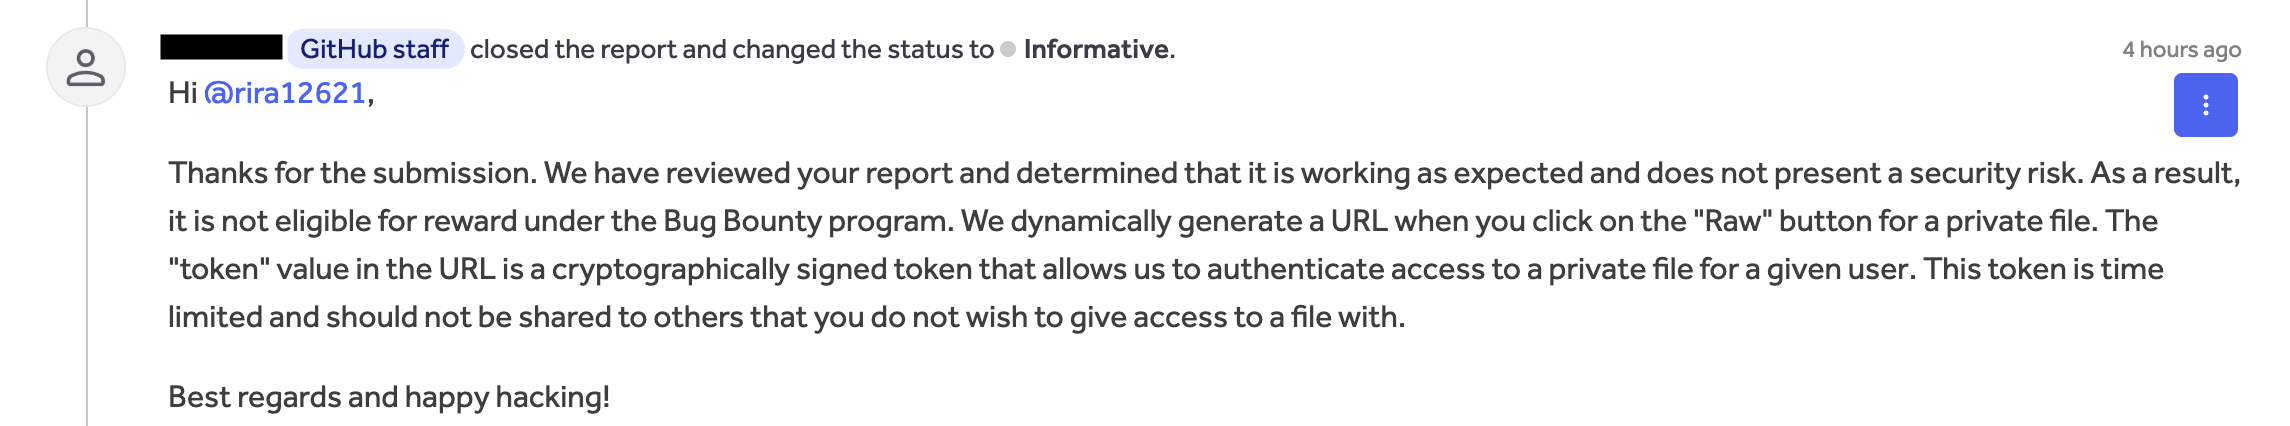 GitHub staff closed the report and changed the status to Informative. 4 hours ago
Hi @rira12621,
Thanks for the submission. We have reviewed your report and determined that it is working as expected and does not present a security risk. As a result,
it is not eligible for reward under the Bug Bounty program. We dynamically generate a URL when you click on the "Raw" button for a private file. The
"token" value in the URL is a cryptographically signed token that allows us to authenticate access to a private file for a given user. This token is time
limited and should not be shared to others that you do not wish to give access to a file with.
Best regards and happy hacking!